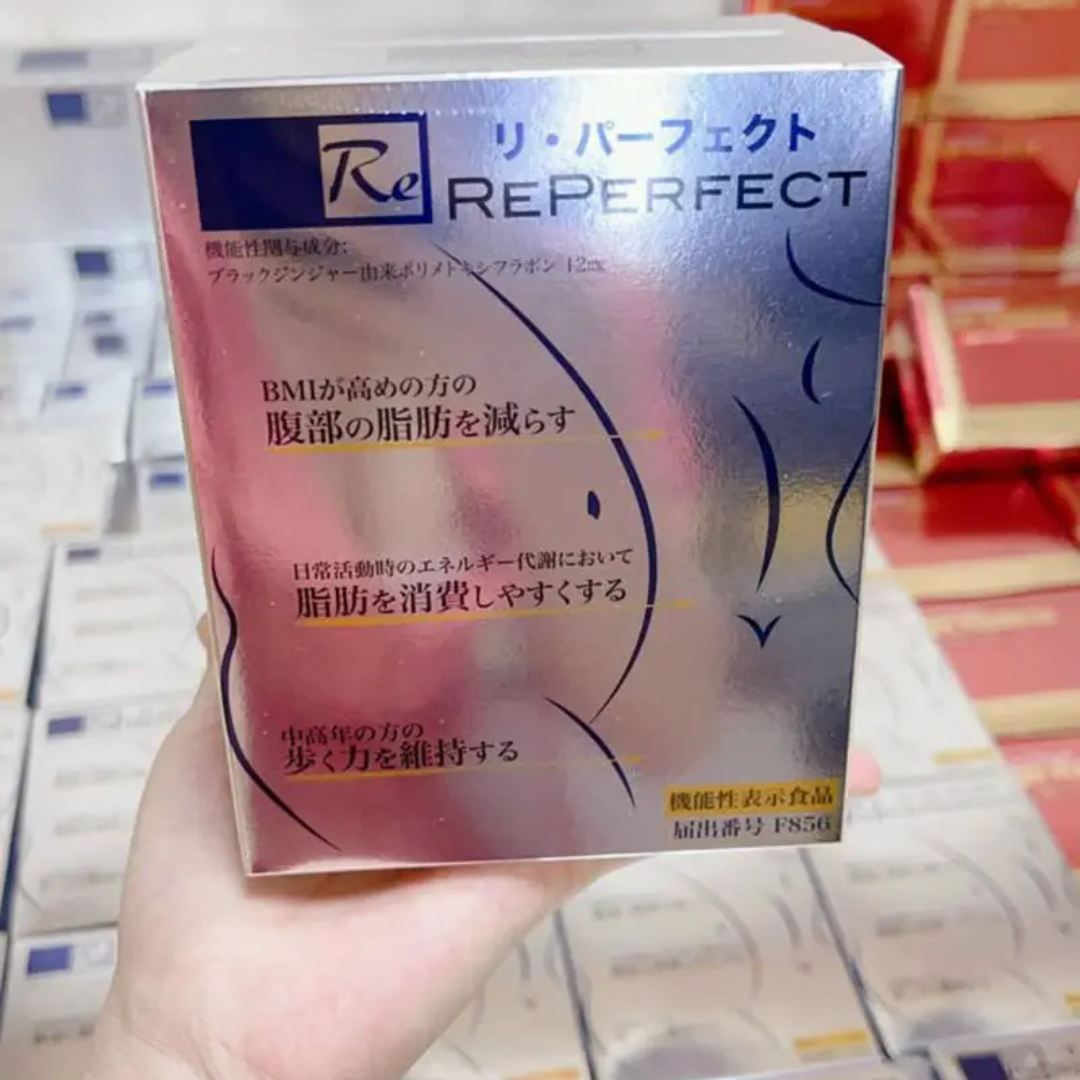 Re
リ・パーフェクト
REPERFECT
機能性関与成分:
ブラックジンジャー由来ポリメトキシフラボン 12㎎
BMIが高めの方の
腹部の脂肪を減らす
日常活動時のエネルギー代謝において
脂肪を消費しやすくする
中高年の方の
歩く力を維持する
機能性表示食品
届出番号 F856